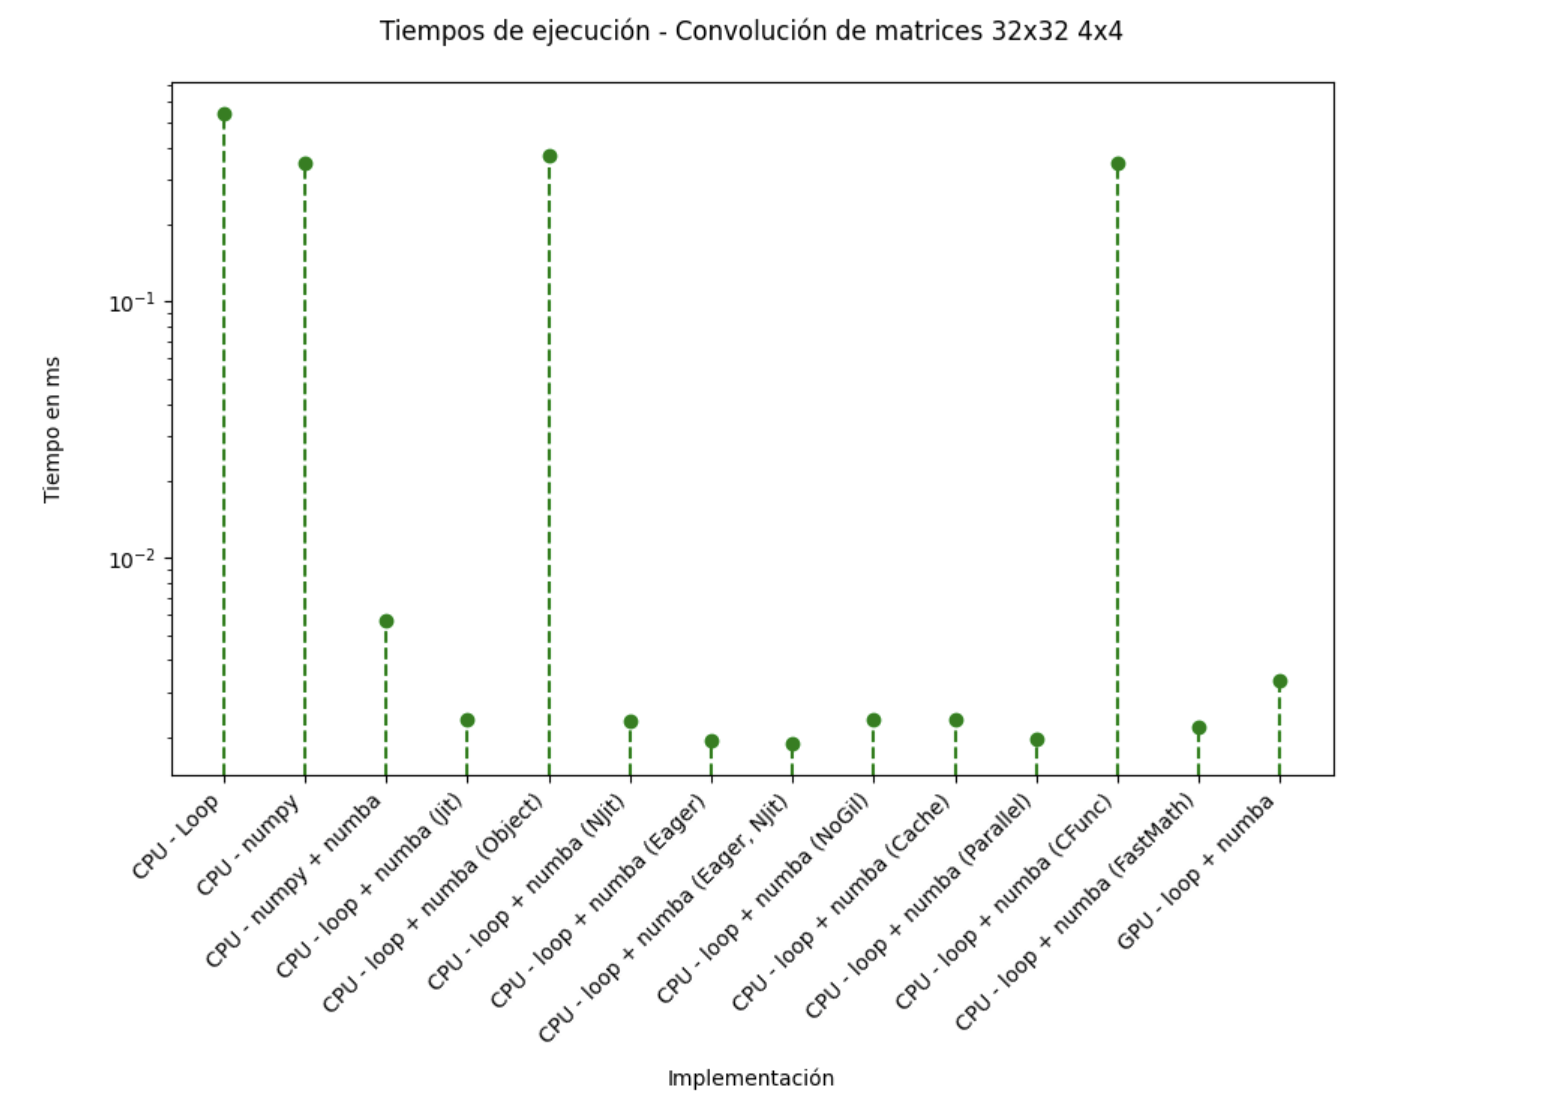 Tiempos de ejecución - Convolución de matrices 32x32 4x4
Tiempo en ms
10⁻¹
10⁻²
CPU - Loop
CPU - numpy
CPU - numpy + numba
CPU - loop + numba (Jit)
CPU - loop + numba (Object)
CPU - loop + numba (NJit)
CPU - loop + numba (Eager)
CPU - loop + numba (Eager, NJit)
CPU - loop + numba (NoGil)
CPU - loop + numba (Cache)
CPU - loop + numba (Parallel)
CPU - loop + numba (CFunc)
CPU - loop + numba (FastMath)
GPU - loop + numba
Implementación